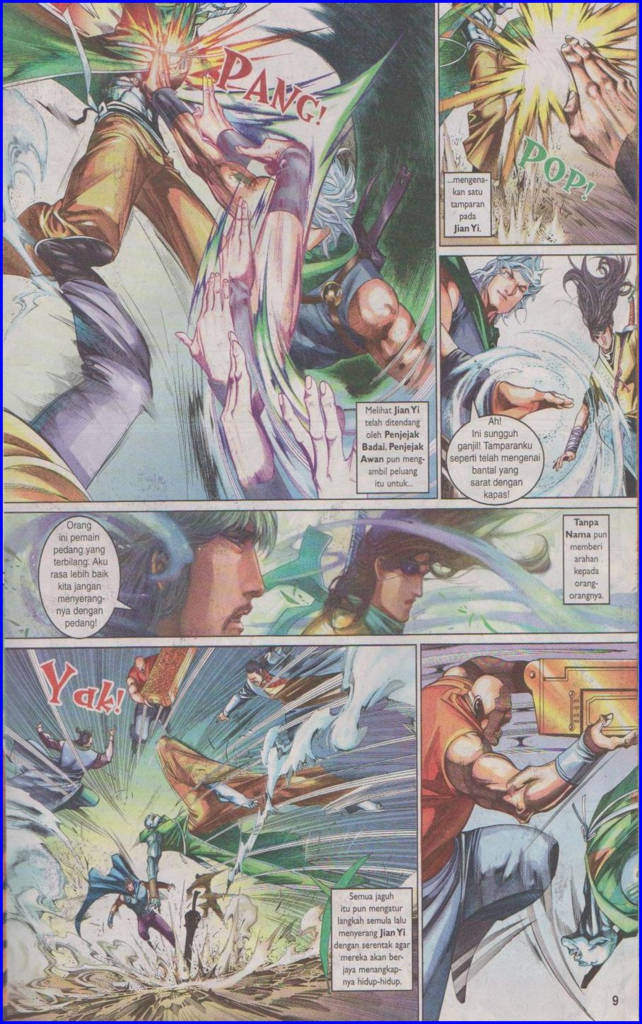 PANG!
Melihat Jian Yi
telah ditendang
oleh Penjejak
Badai, Penjejak
Awan pun meng-
ambil peluang
itu untuk...
POP!
...mengena-
kan satu
tamparan
pada
Jian Yi.
Ah!
Ini sungguh
ganjil! Tamparanku
seperti telah mengenai
bantal yang
sarat dengan
kapas!
Orang
ini pemain
pedang yang
terbilang. Aku
rasa lebih baik
kita jangan
menyerang-
nya dengan
pedang!
Tanpa
Nama pun
memberi
arahan
kepada
orang-
orangnya.
Yak!
Semua jaguh
itu pun mengatur
langkah semula lalu
menyerang Jian Yi
dengan serentak agar
mereka akan ber-
jaya menangkap-
nya hidup-hidup.
9